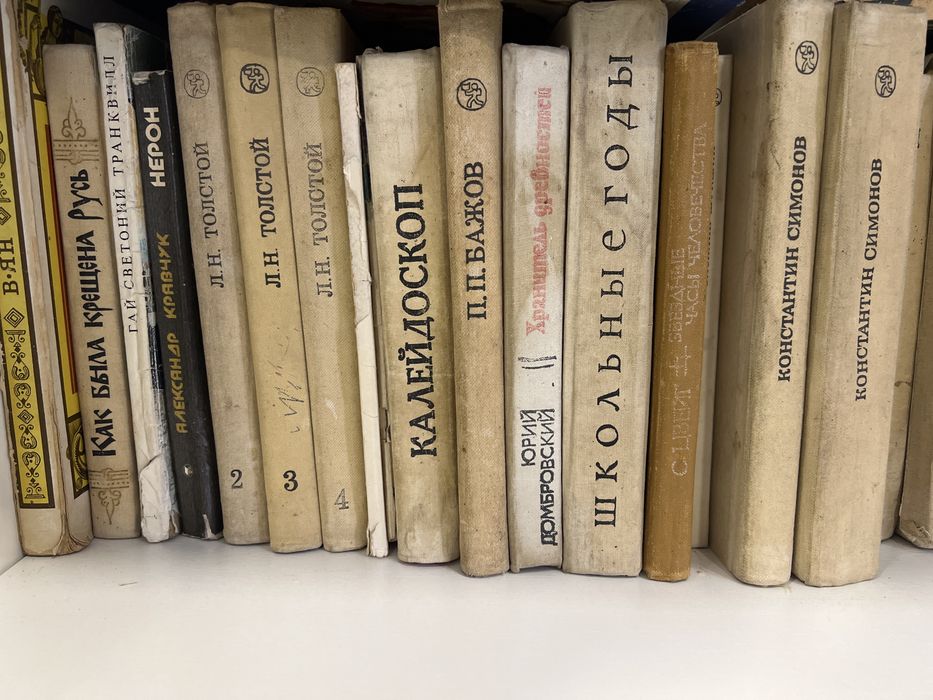 В·ЯН
КАК БЫЛА КРЕЩЕНА РУСЬ
ГАЙ СВЕТОНИЙ ТРАНКВИЛЛ
АЛЕКСАНДР КРАВЧУК
НЕРОН
Л.Н. ТОЛСТОЙ
2
Л.Н. ТОЛСТОЙ
3
Л.Н. ТОЛСТОЙ
4
КАЛЕЙДОСКОП
П.П. БАЖОВ
ЮРИЙ
ДОМБРОВСКИЙ
Хранитель древностей
ШКОЛЬНЫЕ ГОДЫ
С. ЦВЕЙГ
ЗВЕЗДНЫЕ
ЧАСЫ ЧЕЛОВЕЧЕСТВА
КОНСТАНТИН СИМОНОВ
КОНСТАНТИН СИМОНОВ